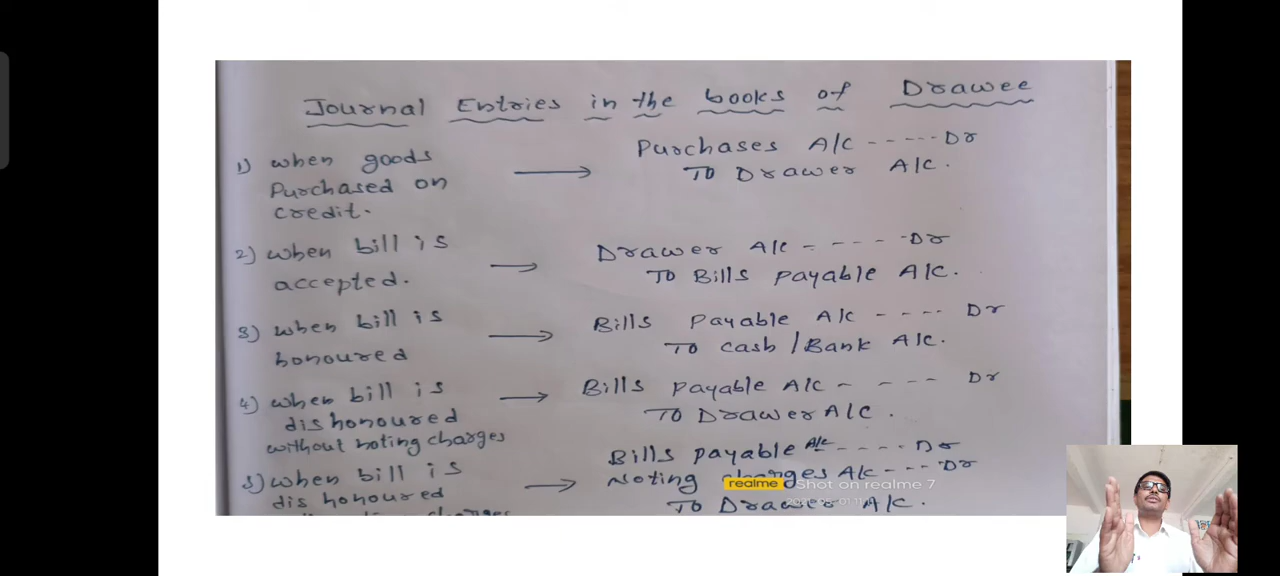 Journal Entries in the books of Drawee
1) when goods Purchased on credit. → Purchases A/c ----- Dr
To Drawer A/c.
2) when bill is accepted. → Drawer A/c ----- Dr
To Bills Payable A/c.
3) when bill is honoured → Bills Payable A/c ---- Dr
To Cash/Bank A/c.
4) when bill is dishonoured without noting charges → Bills Payable A/c - --- Dr
To Drawer A/c.
5) when bill is dishonoured → Bills payable A/c ----. Dr
Noting charges A/c --- Dr
To Drawer A/c.
realme Shot on realme 7